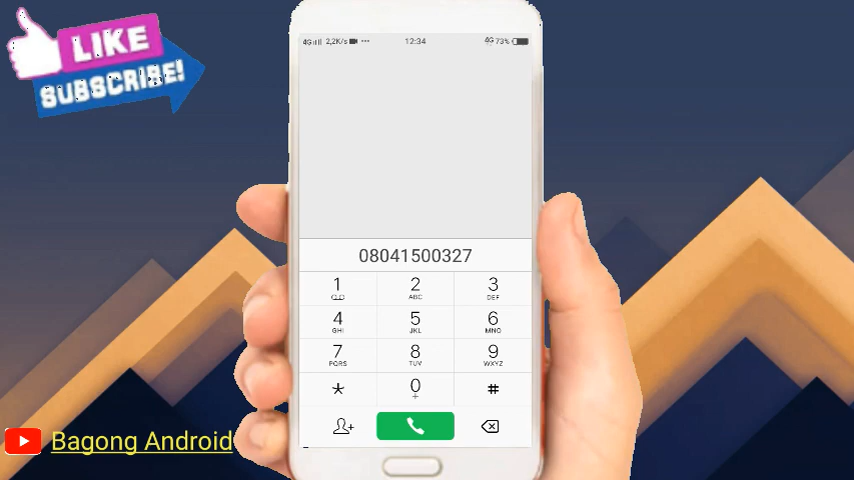 LIKE
SUBSCRIBE!
4G 2,2K/s ··· 12:34 4G 73%
08041500327
1 2 3
ABC DEF
4 5 6
GHI JKL MNO
7 8 9
PQRS TUV WXYZ
* 0 #
+
Bagong Android